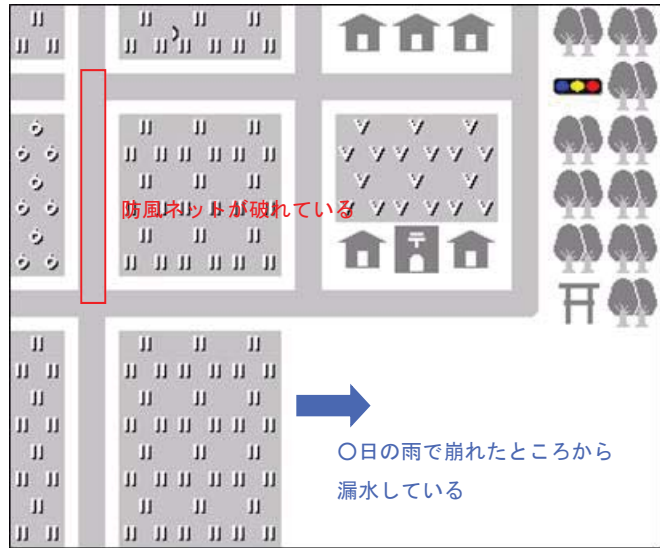 防風ネットが破れている
〇日の雨で崩れたところから
漏水している